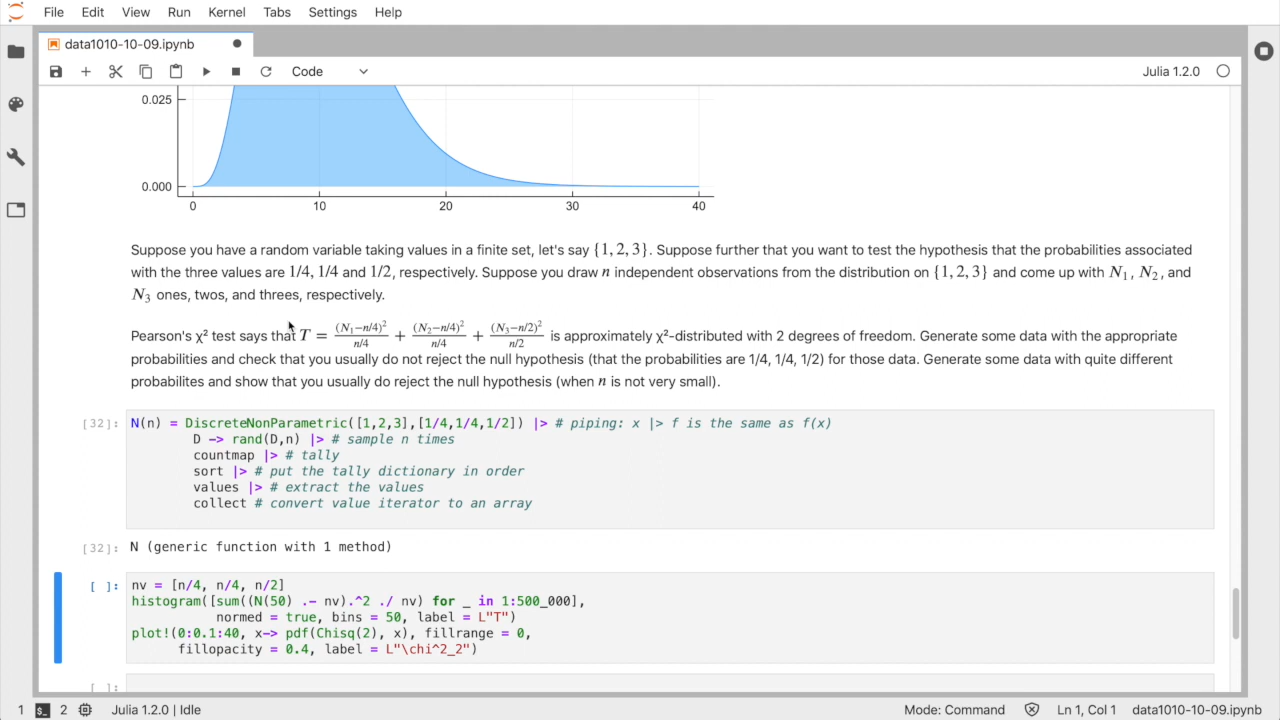 File Edit View Run Kernel Tabs Settings Help
data1010-10-09.ipynb
Code
Julia 1.2.0
0.025
0.000
0 10 20 30 40
Suppose you have a random variable taking values in a finite set, let's say {1, 2, 3}. Suppose further that you want to test the hypothesis that the probabilities associated
with the three values are 1/4, 1/4 and 1/2, respectively. Suppose you draw n independent observations from the distribution on {1, 2, 3} and come up with N₁, N₂, and
N₃ ones, twos, and threes, respectively.
Pearson's χ² test says that T = (N₁−n/4)²/n/4 + (N₂−n/4)²/n/4 + (N₃−n/2)²/n/2 is approximately χ²-distributed with 2 degrees of freedom. Generate some data with the appropriate
probabilities and check that you usually do not reject the null hypothesis (that the probabilities are 1/4, 1/4, 1/2) for those data. Generate some data with quite different
probabilites and show that you usually do reject the null hypothesis (when n is not very small).
[32]: N(n) = DiscreteNonParametric([1,2,3],[1/4,1/4,1/2]) |> # piping: x |> f is the same as f(x)
D -> rand(D,n) |> # sample n times
countmap |> # tally
sort |> # put the tally dictionary in order
values |> # extract the values
collect # convert value iterator to an array
[32]: N (generic function with 1 method)
[ ]: nv = [n/4, n/4, n/2]
histogram([sum((N(50) .- nv).^2 ./ nv) for _ in 1:500_000],
normed = true, bins = 50, label = L"T")
plot!(0:0.1:40, x-> pdf(Chisq(2), x), fillrange = 0,
fillopacity = 0.4, label = L"\chi^2_2")
[ ]:
1 2 Julia 1.2.0 | Idle Mode: Command Ln 1, Col 1 data1010-10-09.ipynb